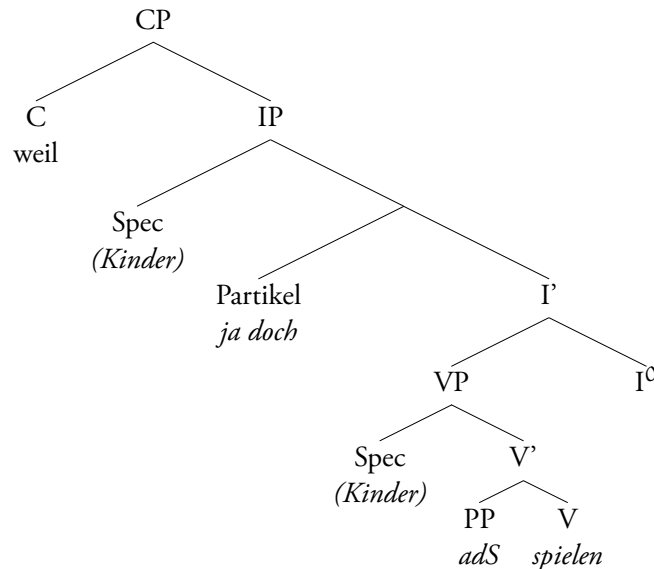 CP
C
IP
weil
Spec
(Kinder)
Partikel
I’
ja doch
VP
I⁰
Spec
V’
(Kinder)
PP
V
adS
spielen